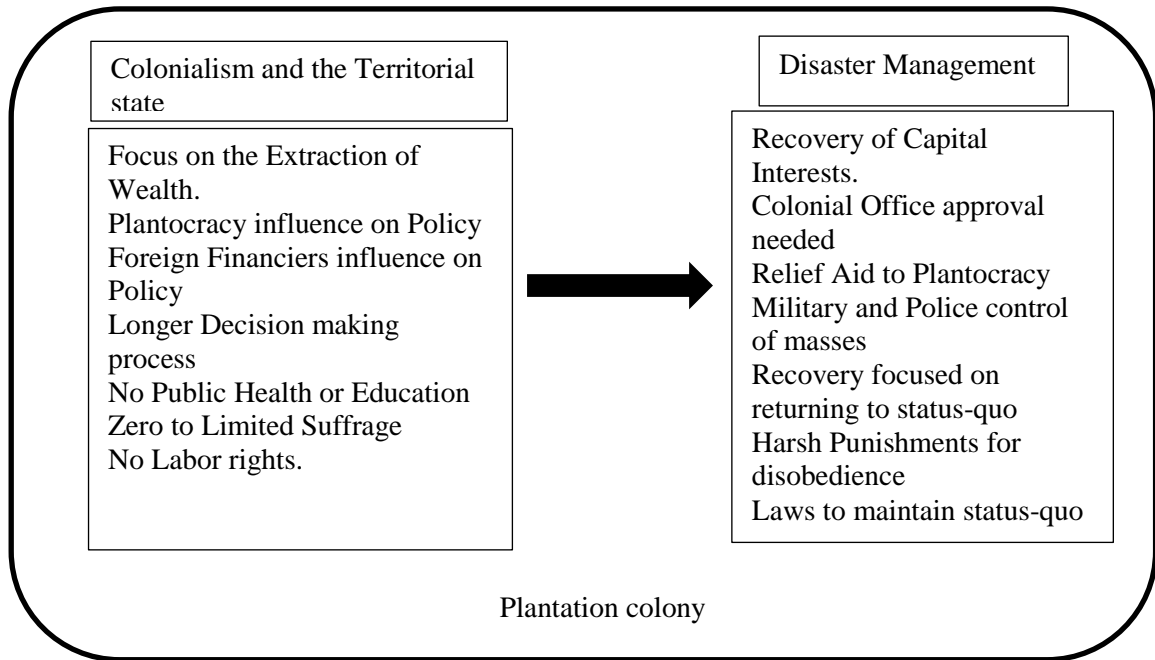 Colonialism and the Territorial
state
Focus on the Extraction of
Wealth.
Plantocracy influence on Policy
Foreign Financiers influence on
Policy
Longer Decision making
process
No Public Health or Education
Zero to Limited Suffrage
No Labor rights.
Disaster Management
Recovery of Capital
Interests.
Colonial Office approval
needed
Relief Aid to Plantocracy
Military and Police control
of masses
Recovery focused on
returning to status-quo
Harsh Punishments for
disobedience
Laws to maintain status-quo
Plantation colony